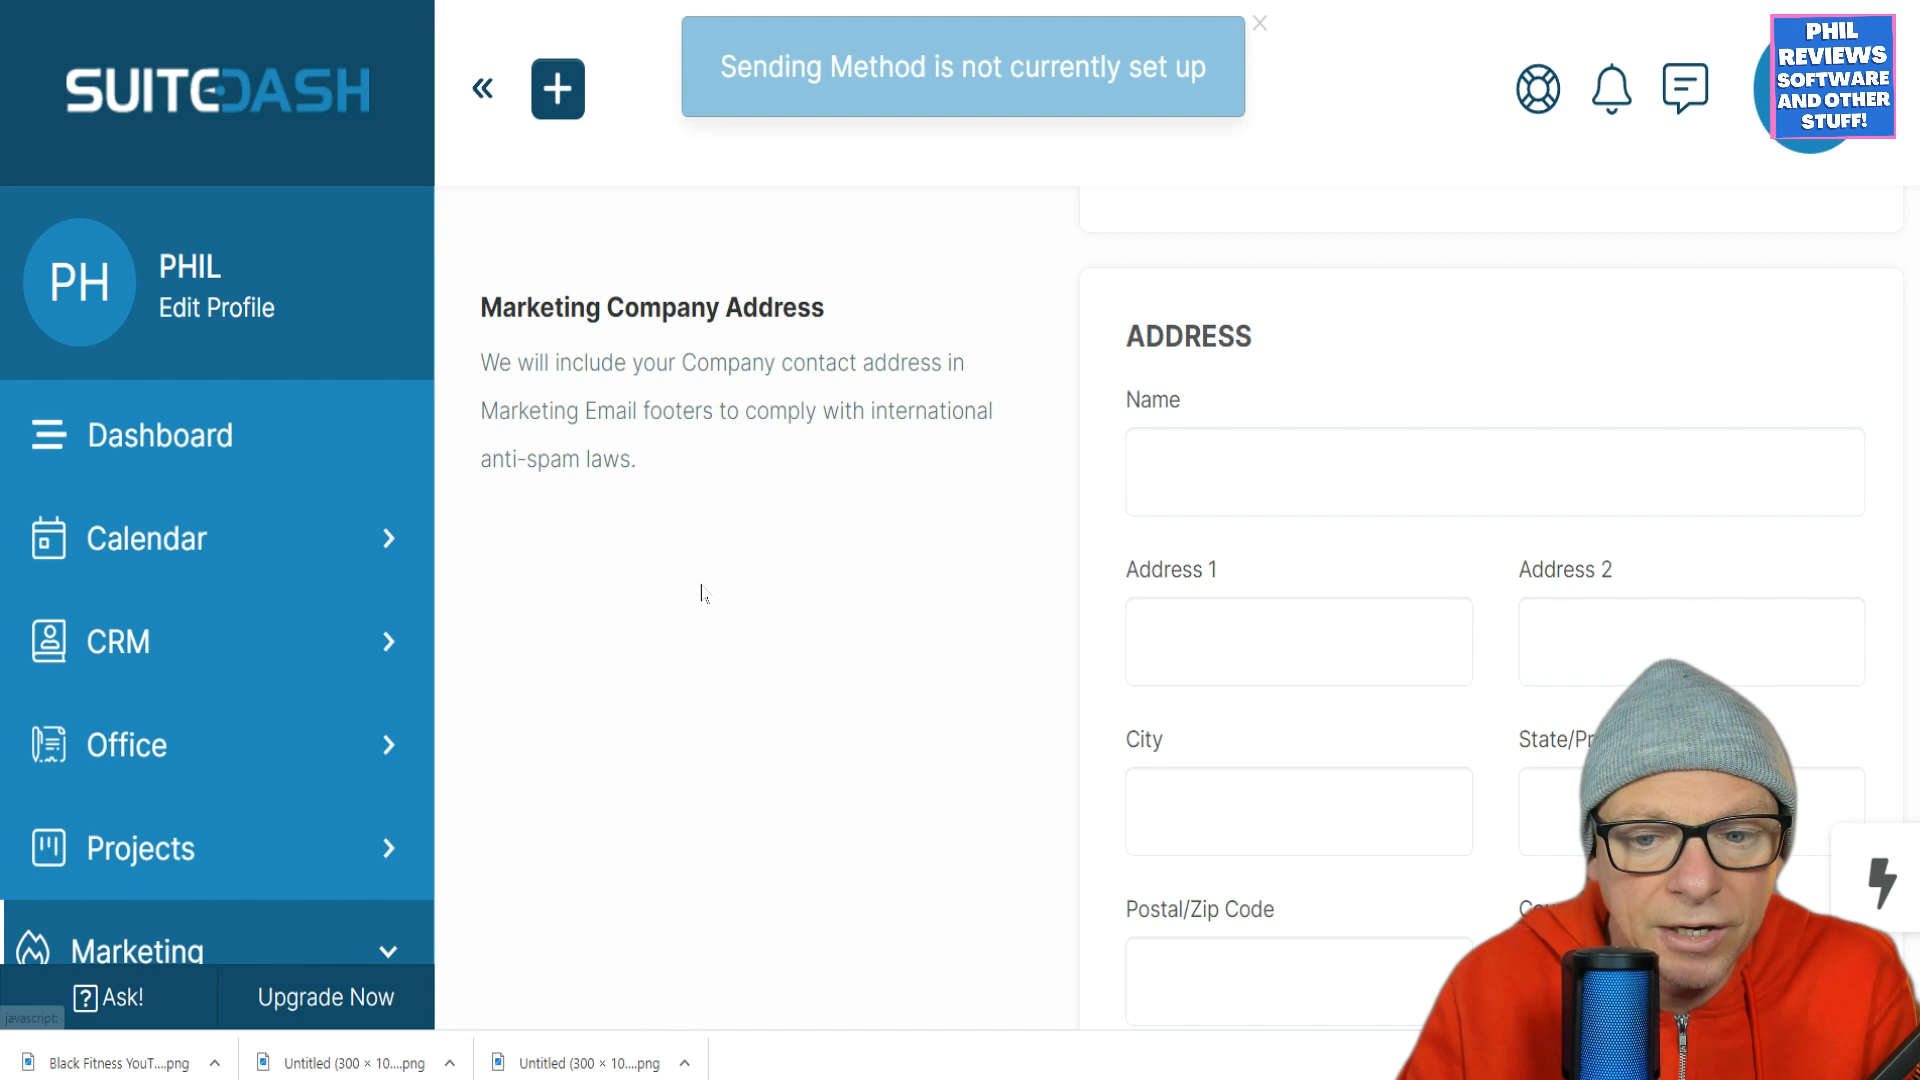 SUITEDASH
Sending Method is not currently set up
PHIL
REVIEWS
SOFTWARE
AND OTHER
STUFF!
PH
PHIL
Edit Profile
Dashboard
Calendar
CRM
Office
Projects
Marketing
? Ask!
Upgrade Now
javascript:
Marketing Company Address
We will include your Company contact address in
Marketing Email footers to comply with international
anti-spam laws.
ADDRESS
Name
Address 1
Address 2
City
State/Pr
Postal/Zip Code
Black Fitness YouT....png
Untitled (300 × 10....png
Untitled (300 × 10....png